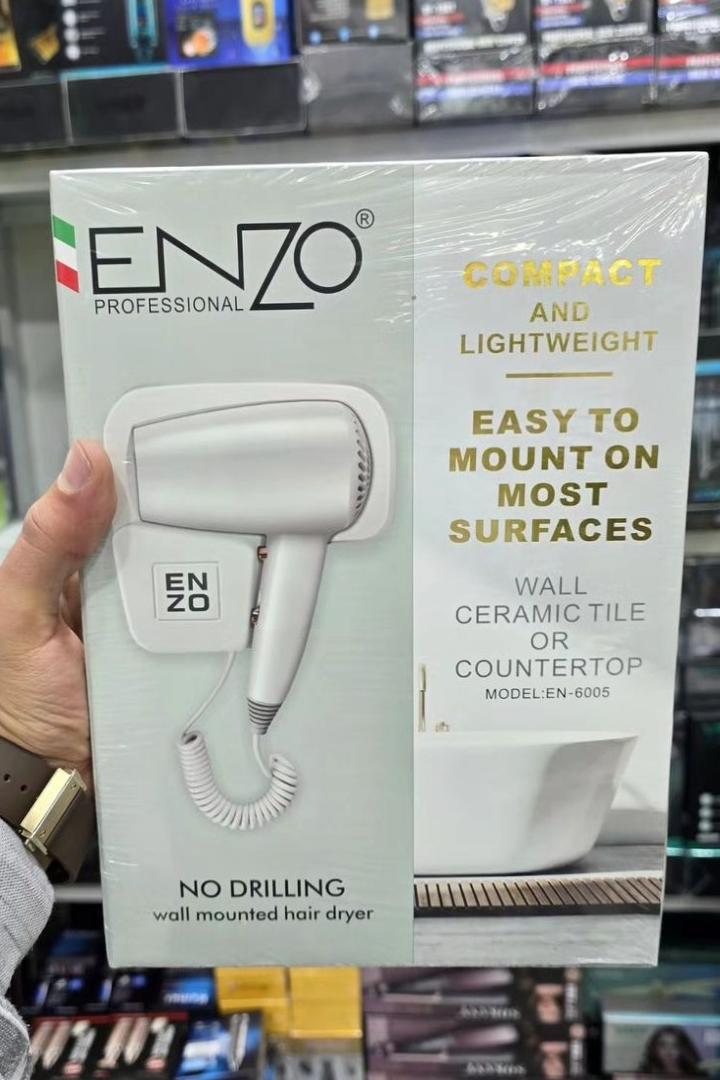 ENZO®
PROFESSIONAL
COMPACT
AND
LIGHTWEIGHT
EASY TO
MOUNT ON
MOST
SURFACES
WALL
CERAMIC TILE
OR
COUNTERTOP
MODEL:EN-6005
EN
ZO
NO DRILLING
wall mounted hair dryer